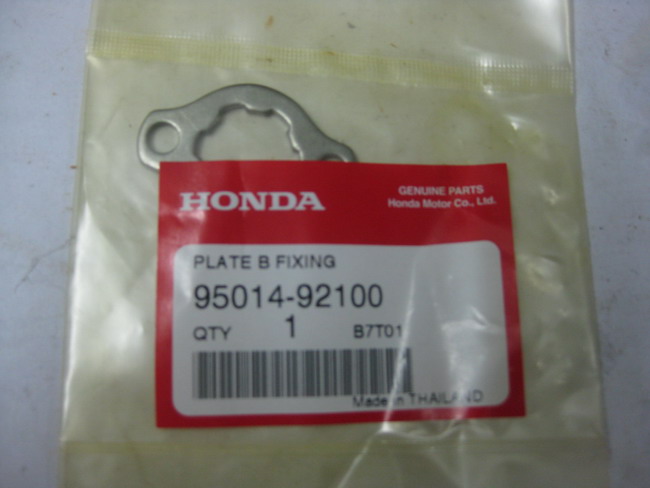 HONDA
GENUINE PARTS
Honda Motor Co., Ltd.
PLATE B FIXING
95014-92100
QTY 1 B7T01
Made in THAILAND